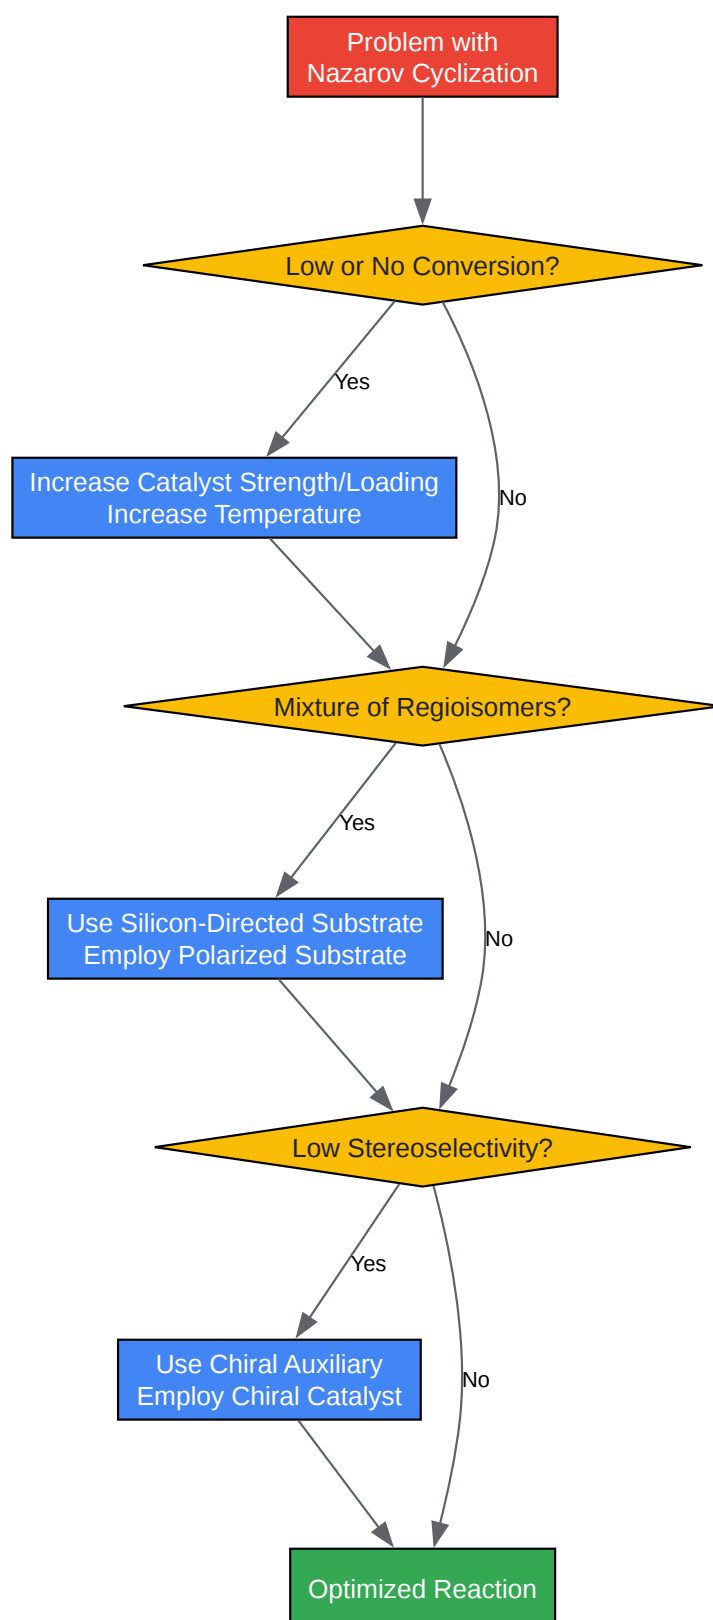 Problem with
Nazarov Cyclization
Low or No Conversion?
Yes
Increase Catalyst Strength/Loading
Increase Temperature
No
Mixture of Regioisomers?
Yes
Use Silicon-Directed Substrate
Employ Polarized Substrate
No
Low Stereoselectivity?
Yes
Use Chiral Auxiliary
Employ Chiral Catalyst
No
Optimized Reaction